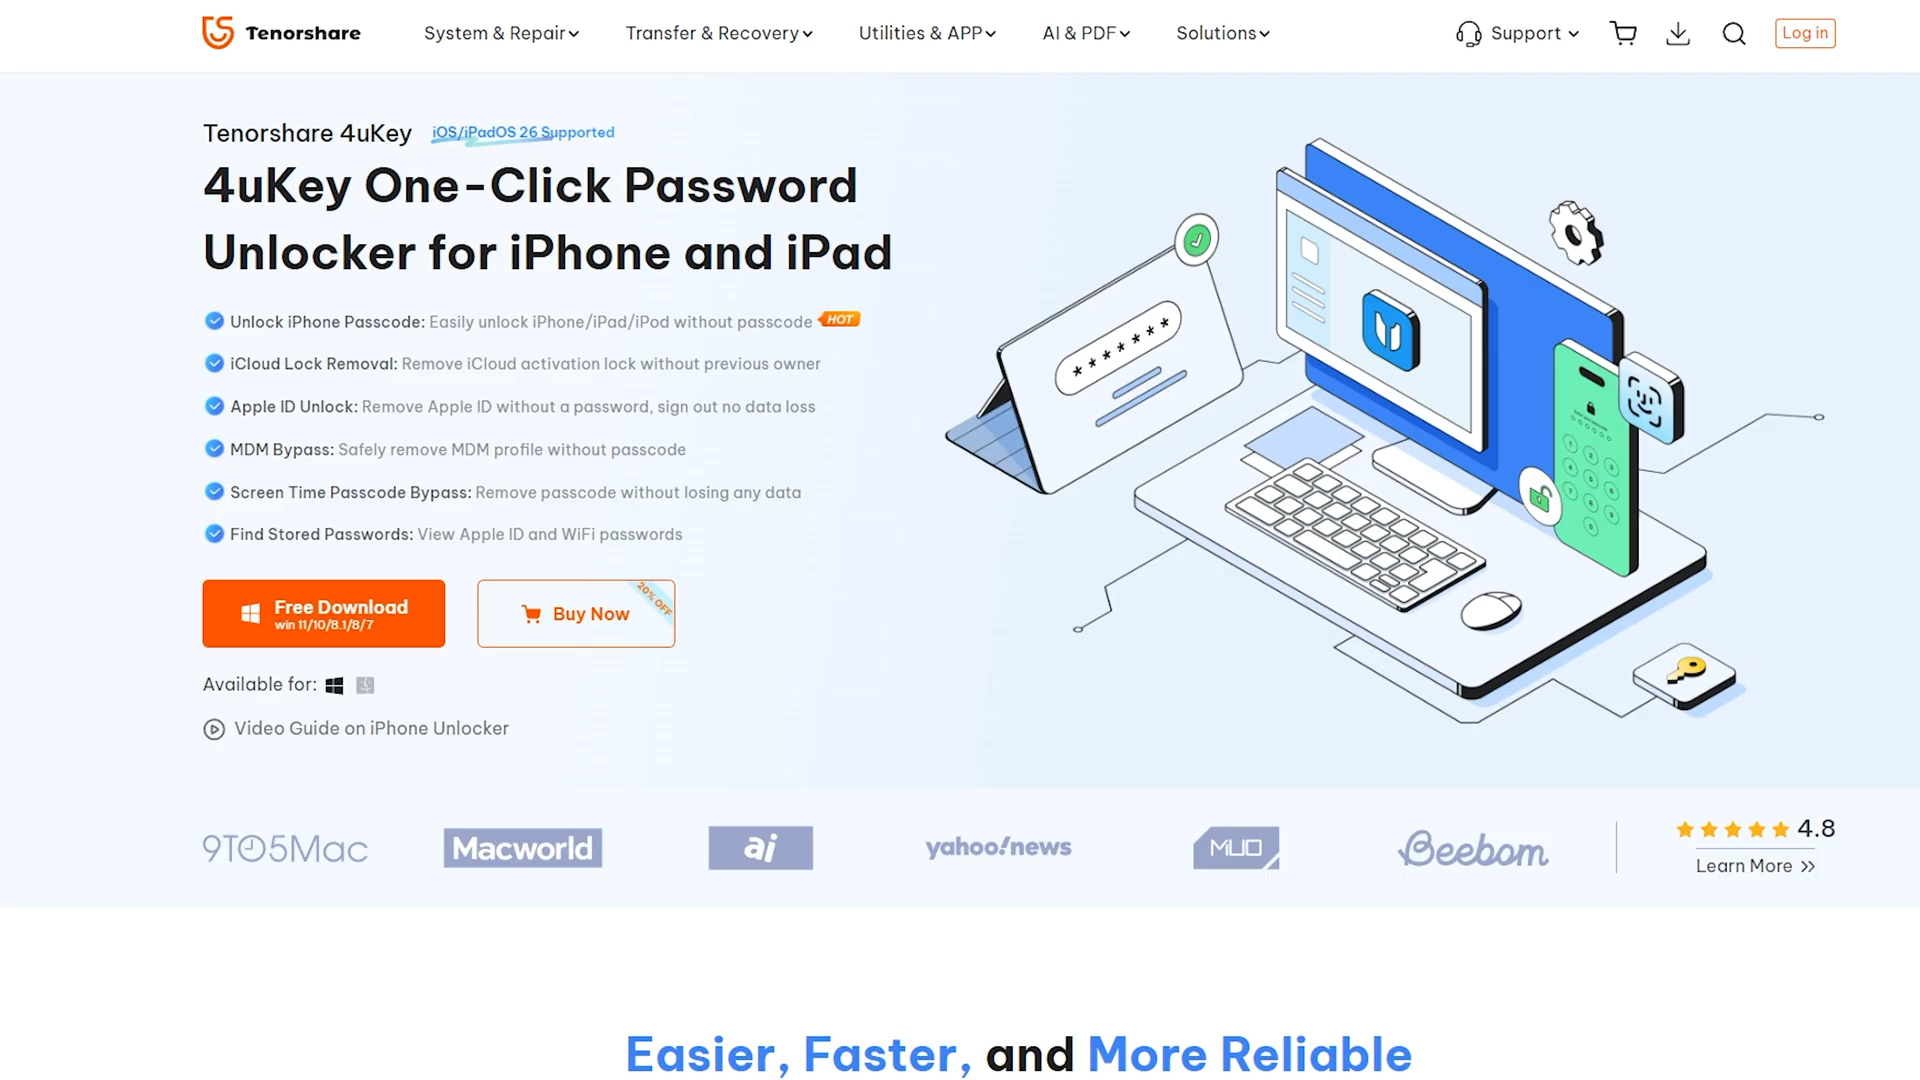 Tenorshare
System & Repair
Transfer & Recovery
Utilities & APP
AI & PDF
Solutions
Support
Log in
Tenorshare 4uKey
iOS/iPadOS 26 Supported
4uKey One-Click Password
Unlocker for iPhone and iPad
Unlock iPhone Passcode: Easily unlock iPhone/iPad/iPod without passcode HOT
iCloud Lock Removal: Remove iCloud activation lock without previous owner
Apple ID Unlock: Remove Apple ID without a password, sign out no data loss
MDM Bypass: Safely remove MDM profile without passcode
Screen Time Passcode Bypass: Remove passcode without losing any data
Find Stored Passwords: View Apple ID and WiFi passwords
Free Download
win 11/10/8.1/8/7
Buy Now
20% OFF
Available for:
Video Guide on iPhone Unlocker
9TO5Mac
Macworld
ai
yahoo!news
MUO
Beebom
4.8
Learn More >>
Easier, Faster, and More Reliable